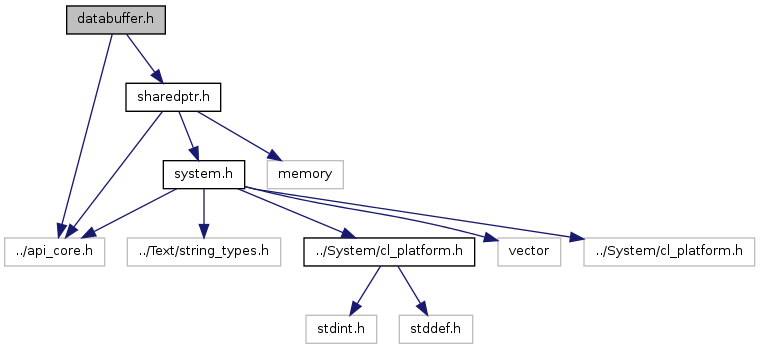 databuffer.h
sharedptr.h
system.h
memory
../api_core.h
../Text/string_types.h
../System/cl_platform.h
vector
../System/cl_platform.h
stdint.h
stddef.h